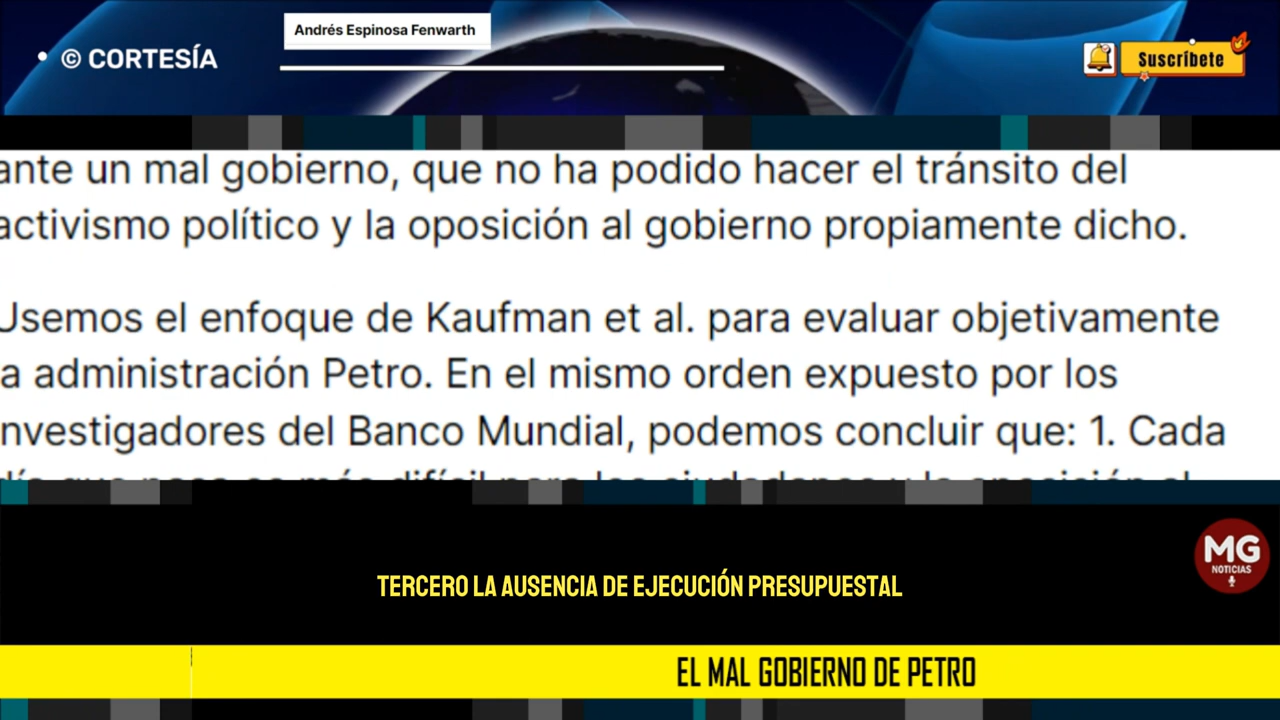 Andrés Espinosa Fenwarth
© CORTESÍA
Suscríbete
ante un mal gobierno, que no ha podido hacer el tránsito del
activismo político y la oposición al gobierno propiamente dicho.
Usemos el enfoque de Kaufman et al. para evaluar objetivamente
a administración Petro. En el mismo orden expuesto por los
nvestigadores del Banco Mundial, podemos concluir que: 1. Cada
MG
NOTICIAS
TERCERO LA AUSENCIA DE EJECUCIÓN PRESUPUESTAL
EL MAL GOBIERNO DE PETRO